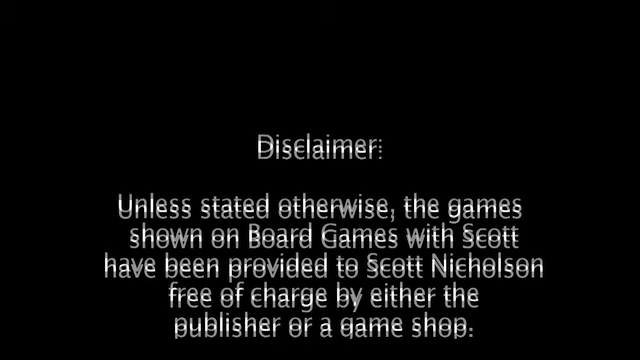 Disclaimer:
Unless stated otherwise, the games
shown on Board Games with Scott
have been provided to Scott Nicholson
free of charge by either the
publisher or a game shop.